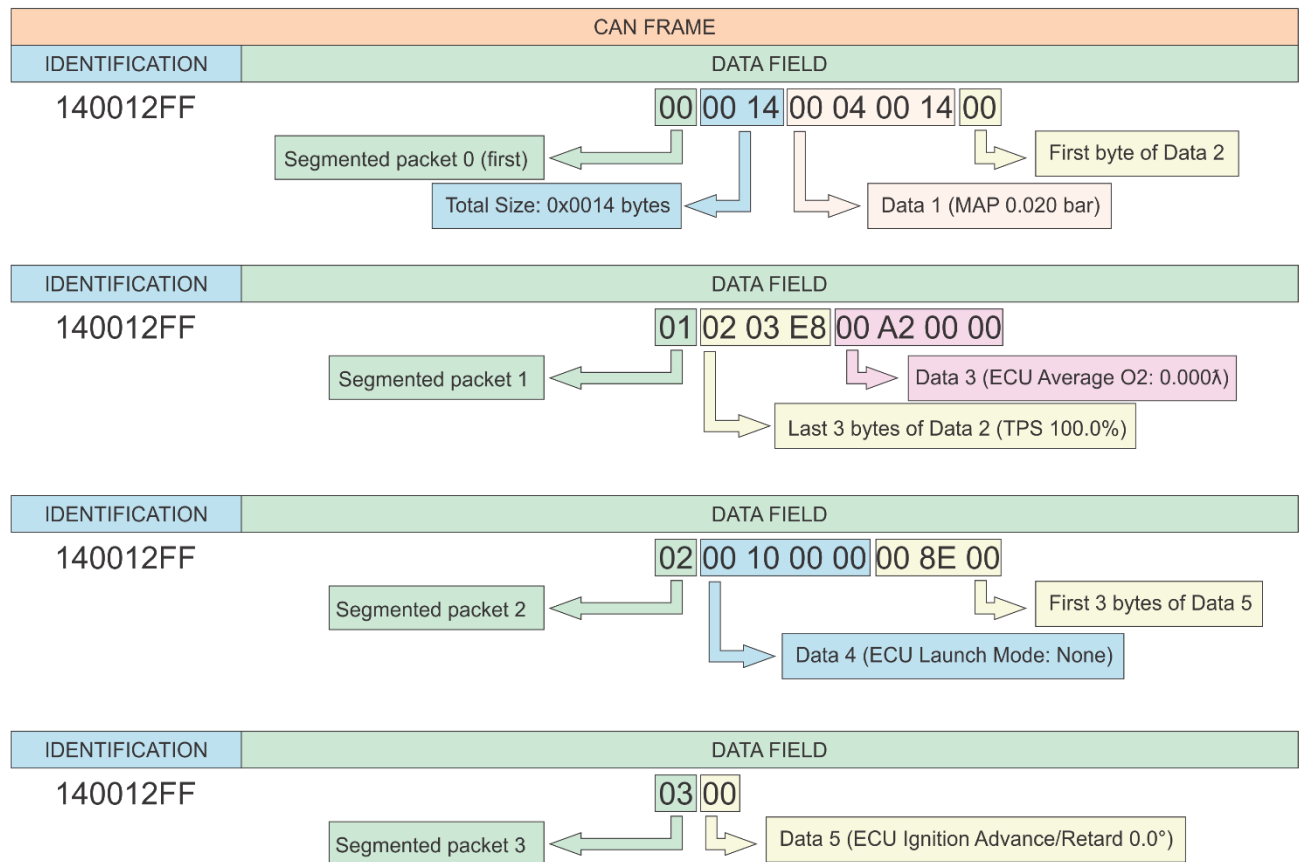 CAN FRAME
IDENTIFICATION DATA FIELD
140012FF 00 00 14 00 04 00 14 00
Segmented packet 0 (first)
First byte of Data 2
Total Size: 0x0014 bytes
Data 1 (MAP 0.020 bar)
IDENTIFICATION DATA FIELD
140012FF 01 02 03 E8 00 A2 00 00
Segmented packet 1
Data 3 (ECU Average O2: 0.000ƛ)
Last 3 bytes of Data 2 (TPS 100.0%)
IDENTIFICATION DATA FIELD
140012FF 02 00 10 00 00 00 8E 00
Segmented packet 2
First 3 bytes of Data 5
Data 4 (ECU Launch Mode: None)
IDENTIFICATION DATA FIELD
140012FF 03 00
Segmented packet 3
Data 5 (ECU Ignition Advance/Retard 0.0°)